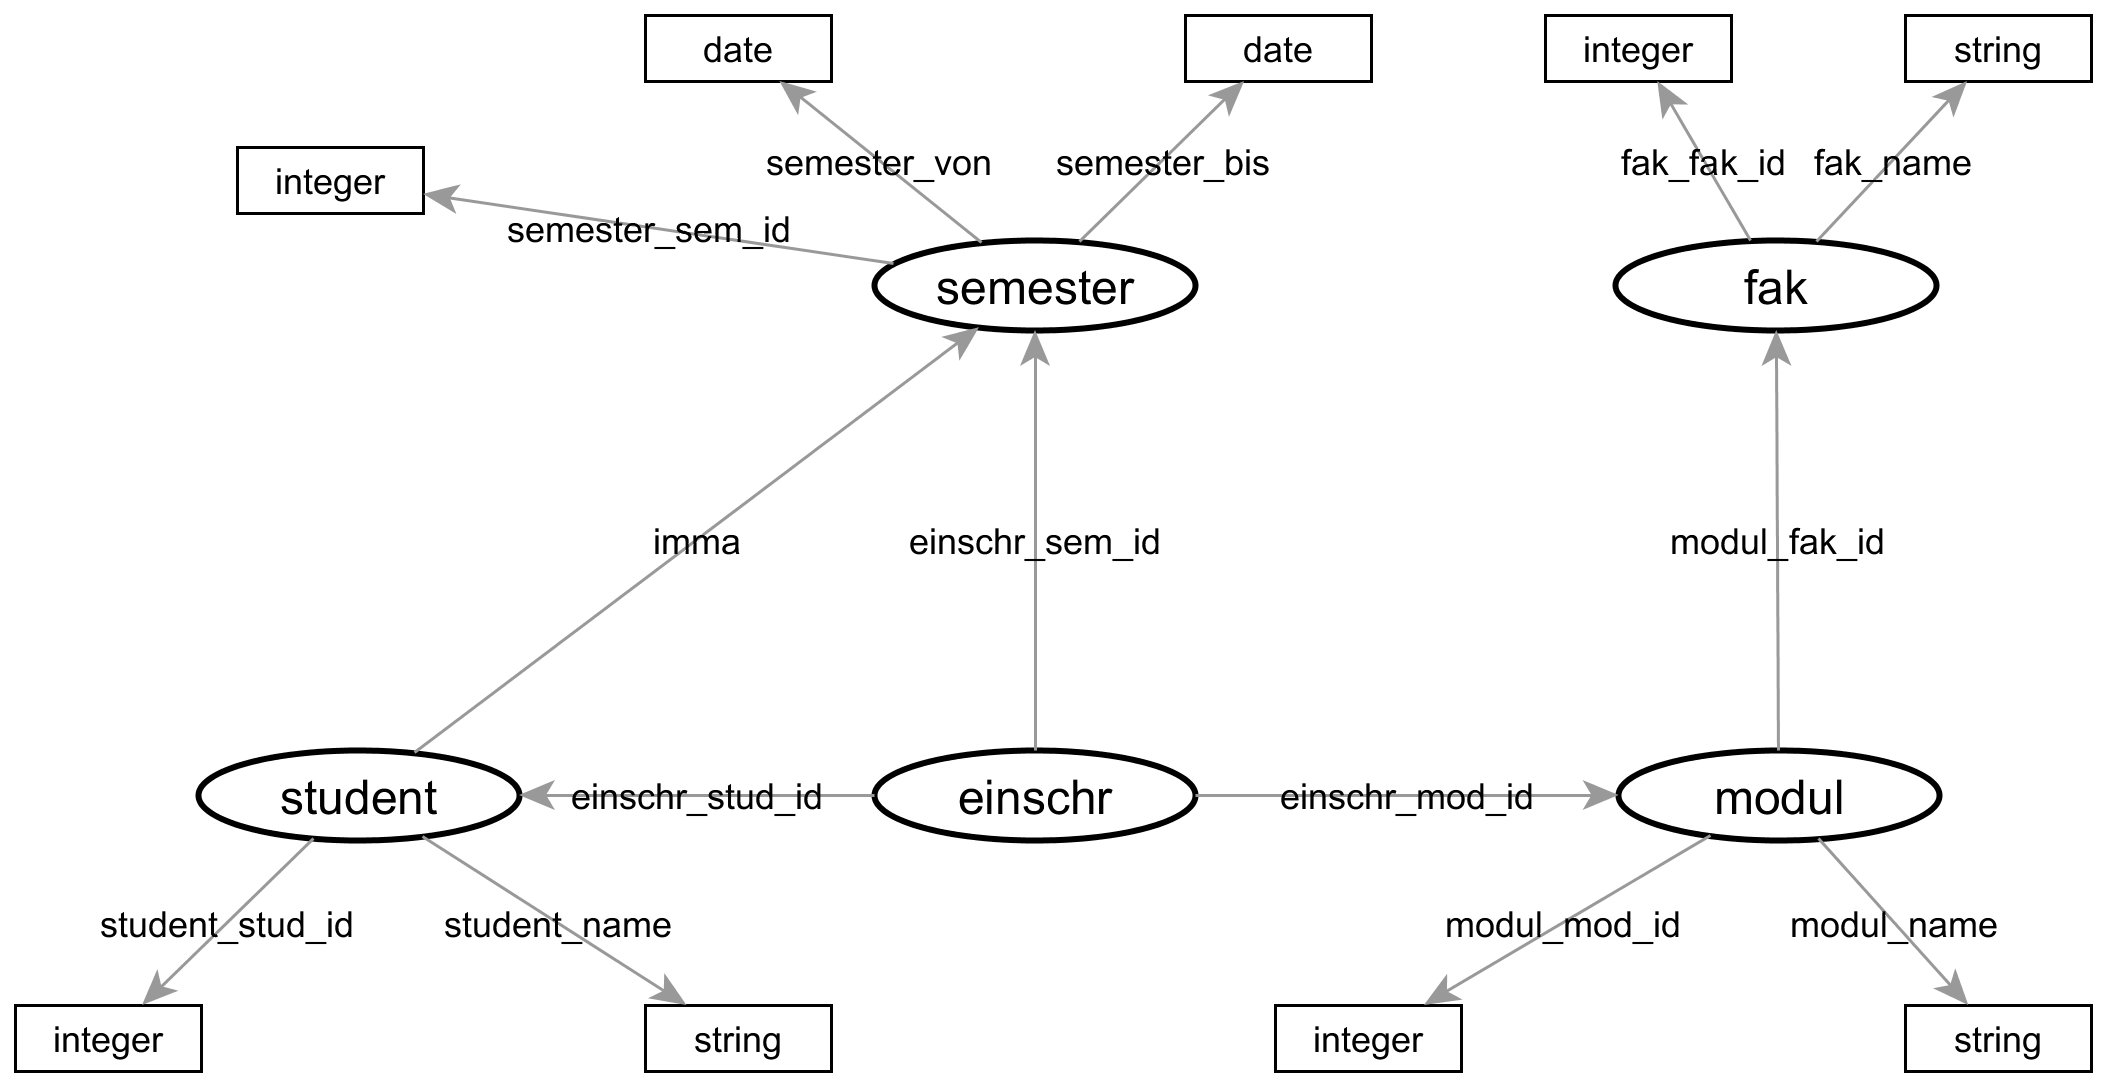 date
date
integer
string
integer
semester_von
semester_bis
fak_fak_id
fak_name
semester_sem_id
semester
fak
imma
einschr_sem_id
modul_fak_id
student
einschr_stud_id
einschr
einschr_mod_id
modul
student_stud_id
student_name
modul_mod_id
modul_name
integer
string
integer
string